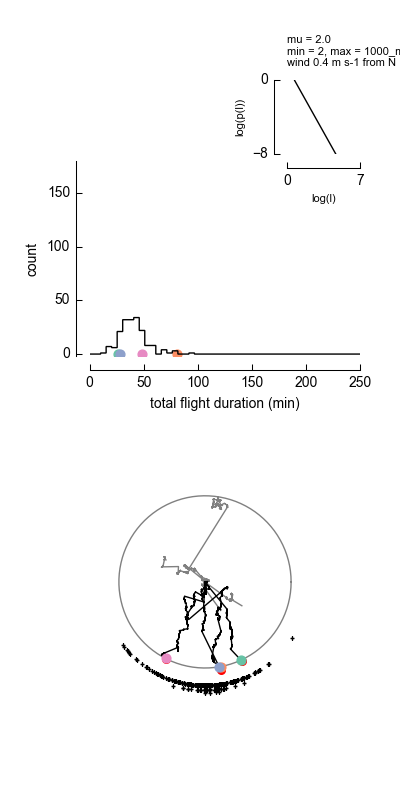 mu = 2.0
min = 2, max = 1000_m
wind 0.4 m s-1 from N
0
log(p(l))
−8
0 7
log(l)
150
100
count
50
0
0 50 100 150 200 250
total flight duration (min)